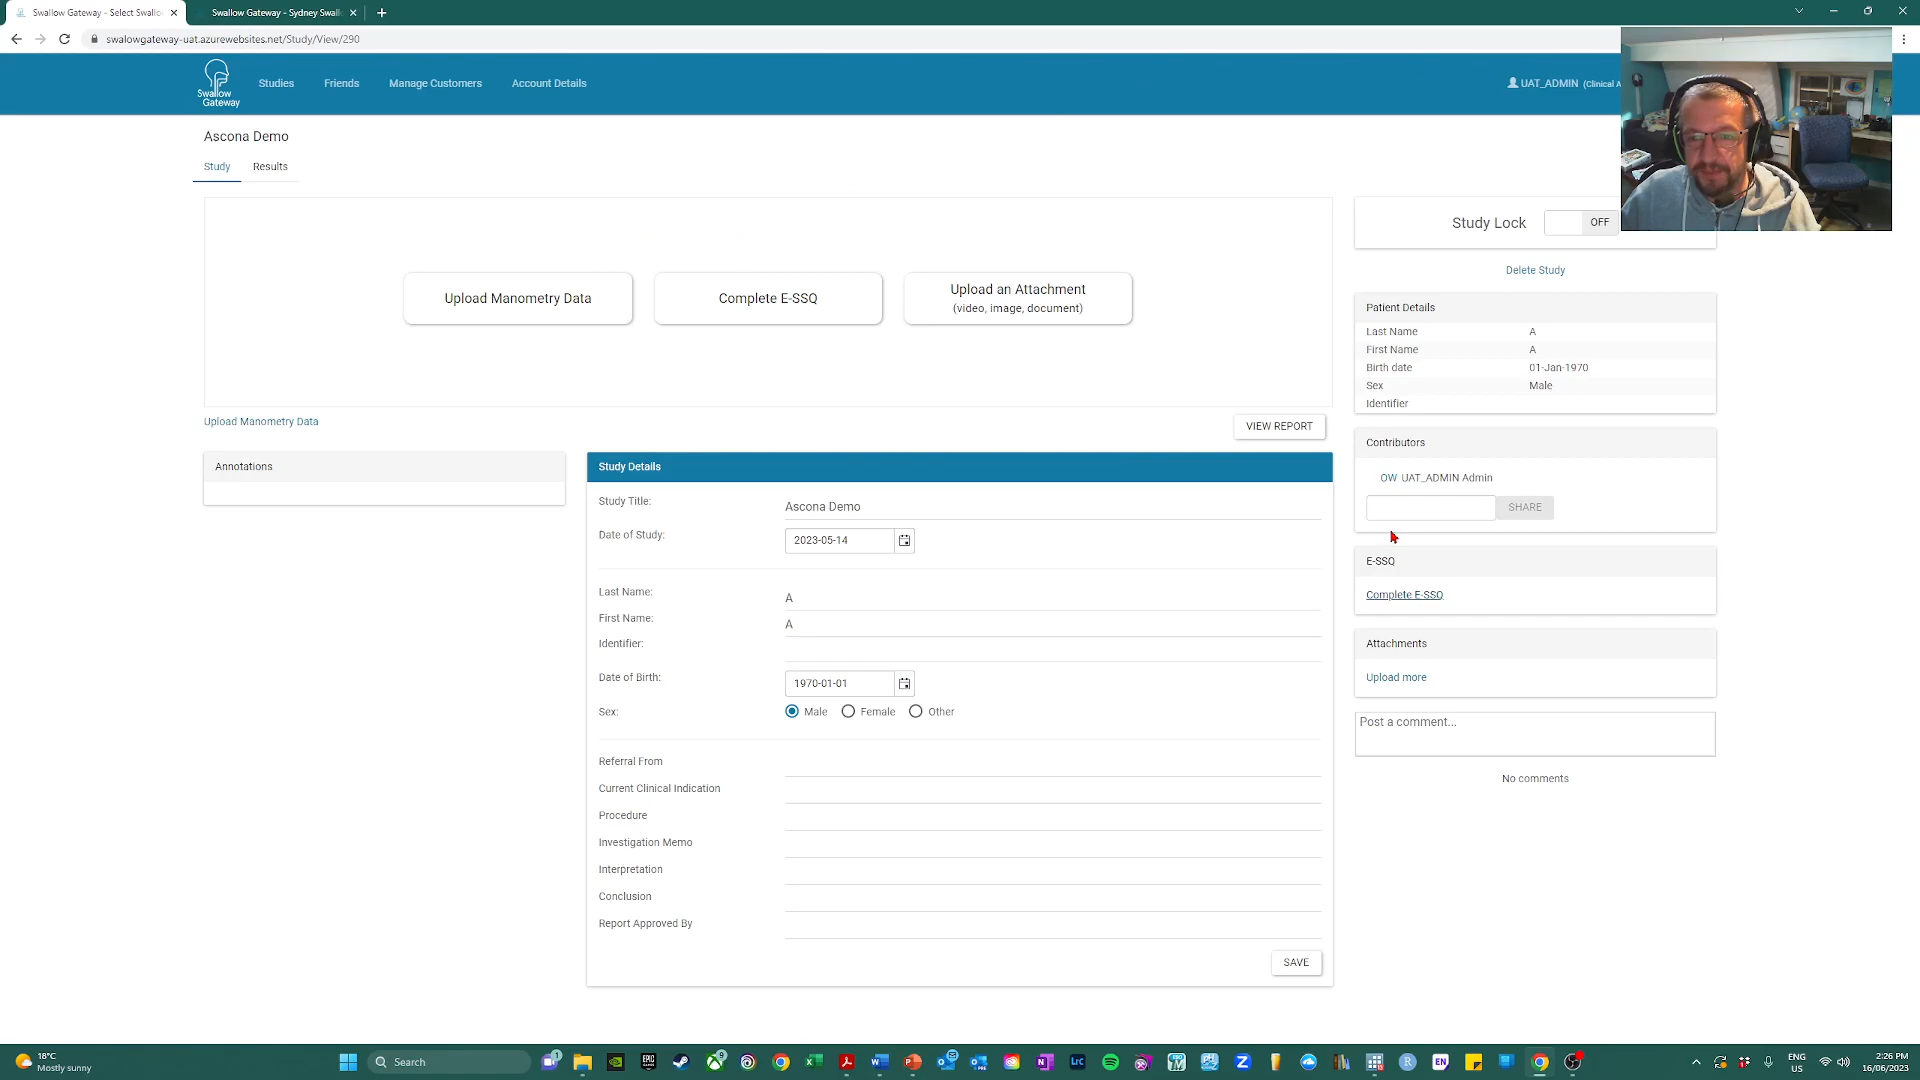 Swallow Gateway - Select Swallo
Swallow Gateway - Sydney Swall
swalowgateway-uat.azurewebsites.net/Study/View/290
Swallow
Gateway
Studies
Friends
Manage Customers
Account Details
UAT_ADMIN (Clinical A
Ascona Demo
Study
Results
Study Lock
OFF
Delete Study
Upload Manometry Data
Complete E-SSQ
Upload an Attachment
(video, image, document)
Upload Manometry Data
VIEW REPORT
Patient Details
Last Name A
First Name A
Birth date 01-Jan-1970
Sex Male
Identifier
Contributors
OW UAT_ADMIN Admin
SHARE
E-SSQ
Complete E-SSQ
Attachments
Upload more
Post a comment...
No comments
Annotations
Study Details
Study Title: Ascona Demo
Date of Study: 2023-05-14
Last Name: A
First Name: A
Identifier:
Date of Birth: 1970-01-01
Sex: Male Female Other
Referral From
Current Clinical Indication
Procedure
Investigation Memo
Interpretation
Conclusion
Report Approved By
SAVE
18°C
Mostly sunny
Search
ENG
US
2:26 PM
16/06/2023